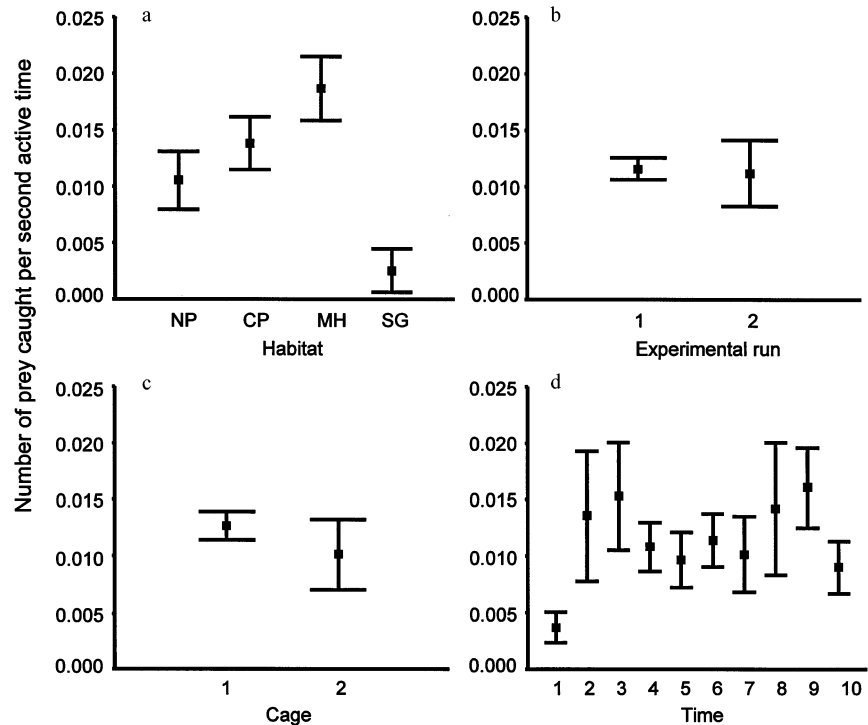 a
0.025
0.020
0.015
0.010
0.005
0.000
NP CP MH SG
Habitat
b
0.025
0.020
0.015
0.010
0.005
0.000
1 2
Experimental run
Number of prey caught per second active time
c
0.025
0.020
0.015
0.010
0.005
0.000
1 2
Cage
d
0.025
0.020
0.015
0.010
0.005
0.000
1 2 3 4 5 6 7 8 9 10
Time